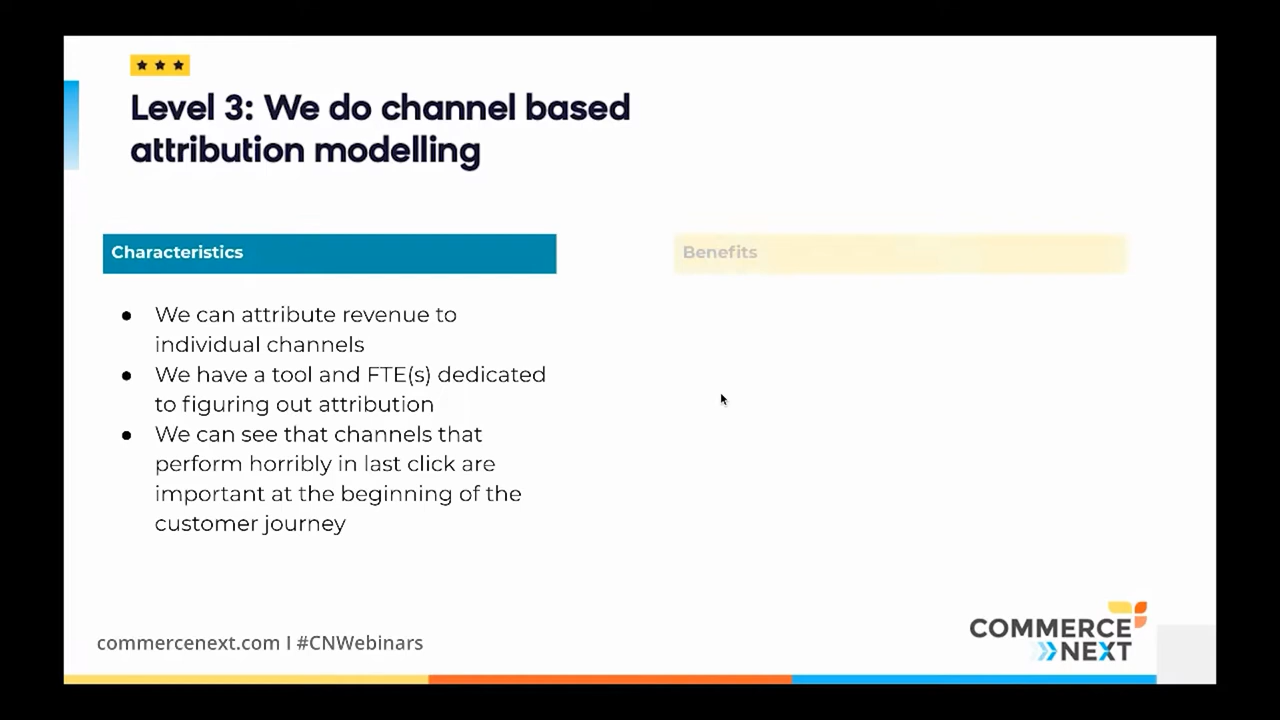 Level 3: We do channel based
attribution modelling
Characteristics
● We can attribute revenue to
individual channels
● We have a tool and FTE(s) dedicated
to figuring out attribution
● We can see that channels that
perform horribly in last click are
important at the beginning of the
customer journey
Benefits
commercenext.com I #CNWebinars
COMMERCE
NEXT